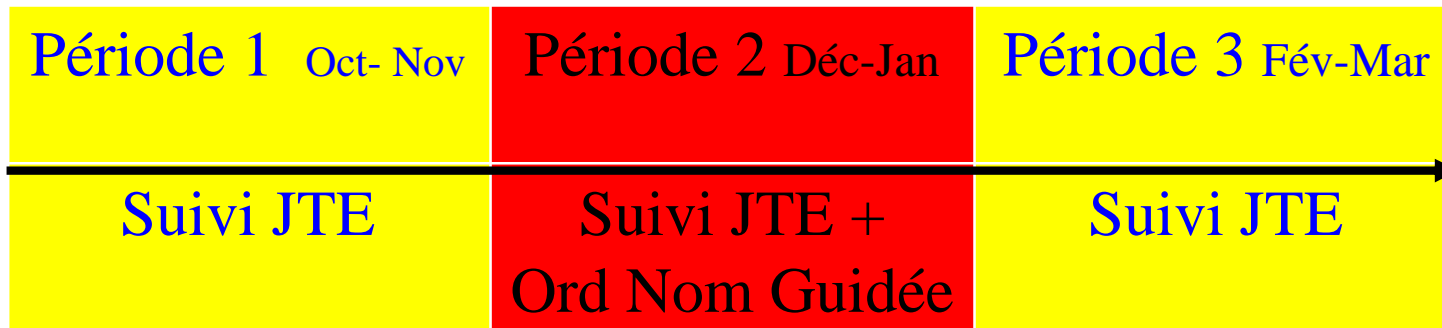 Période 1 Oct- Nov
Période 2 Déc-Jan
Période 3 Fév-Mar
Suivi JTE
Suivi JTE +
Ord Nom Guidée
Suivi JTE